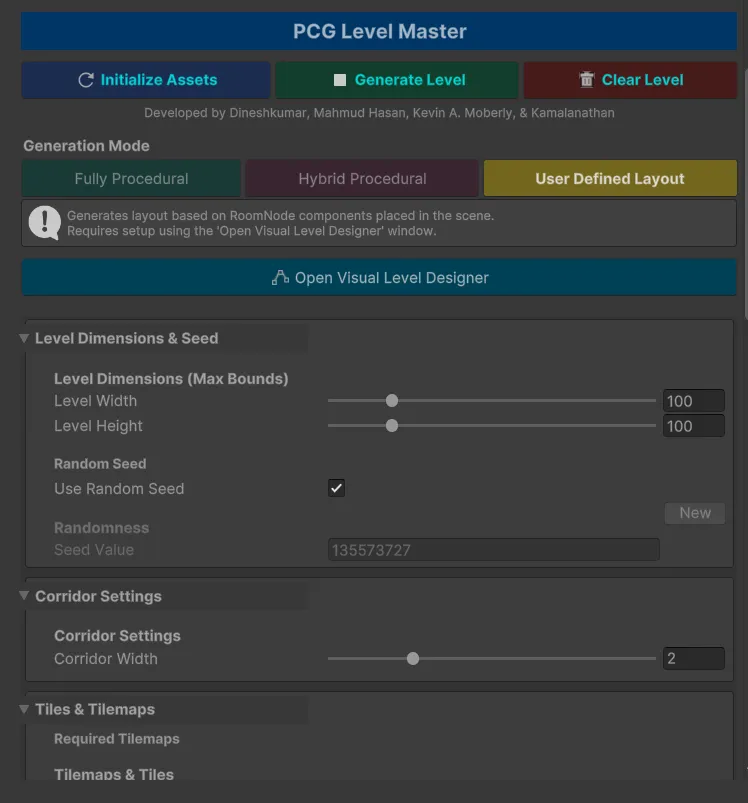 PCG Level Master
Initialize Assets
Generate Level
Clear Level
Developed by Dineshkumar, Mahmud Hasan, Kevin A. Moberly, & Kamalanathan
Generation Mode
Fully Procedural
Hybrid Procedural
User Defined Layout
Generates layout based on RoomNode components placed in the scene.
Requires setup using the 'Open Visual Level Designer' window.
Open Visual Level Designer
Level Dimensions & Seed
Level Dimensions (Max Bounds)
Level Width 100
Level Height 100
Random Seed
Use Random Seed
New
Randomness
Seed Value 135573727
Corridor Settings
Corridor Settings
Corridor Width 2
Tiles & Tilemaps
Required Tilemaps
Tilemaps & Tiles